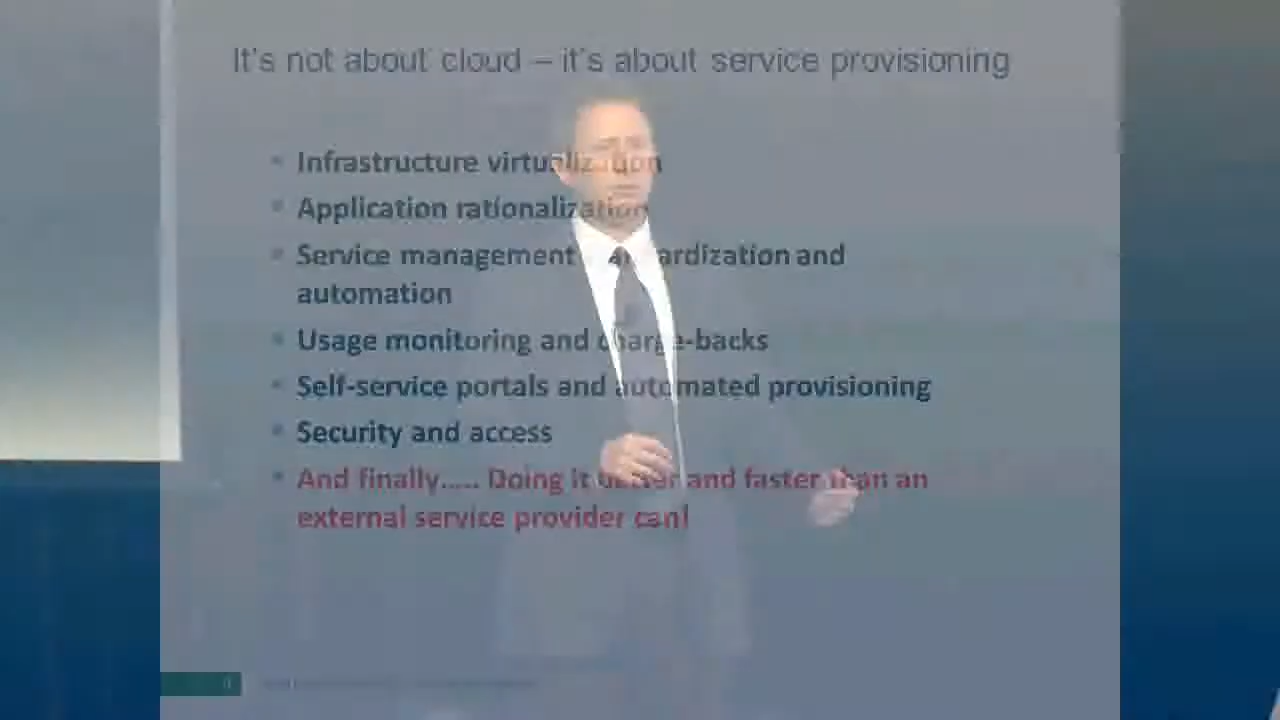 It's not about cloud – it's about service provisioning
Infrastructure virtualization
Application rationalization
Service management standardization and
automation
Usage monitoring and charge-backs
Self-service portals and automated provisioning
Security and access
And finally..... Doing it better and faster than an
external service provider can!